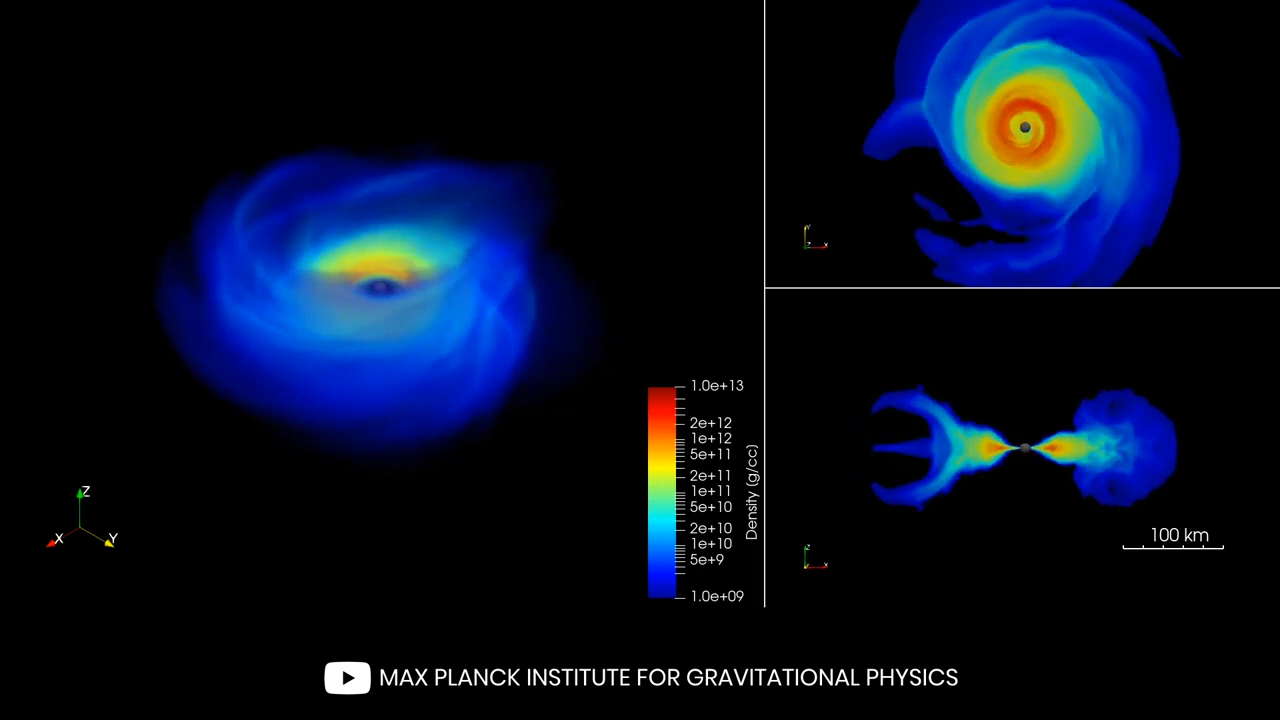 1.0e+13
2e+12
1e+12
5e+11
2e+11
1e+11
5e+10
2e+10
1e+10
5e+9
1.0e+09
Density (g/cc)
Z
X
Y
Y
Z
X
Z
X
100 km
MAX PLANCK INSTITUTE FOR GRAVITATIONAL PHYSICS